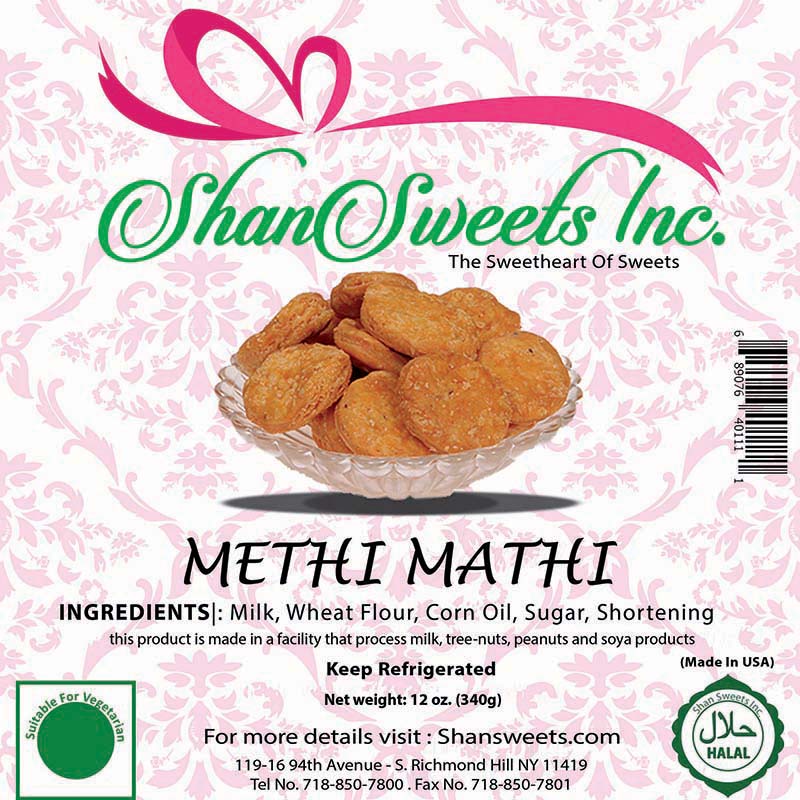 ShanSweets Inc.
The Sweetheart Of Sweets
6 89076 40111 1
METHI MATHI
INGREDIENTS|: Milk, Wheat Flour, Corn Oil, Sugar, Shortening
this product is made in a facility that process milk, tree-nuts, peanuts and soya products
Keep Refrigerated
(Made In USA)
Net weight: 12 oz. (340g)
Suitable For Vegetarian
For more details visit : Shansweets.com
119-16 94th Avenue - S. Richmond Hill NY 11419
Tel No. 718-850-7800 . Fax No. 718-850-7801
Shan Sweets Inc.
حلال
HALAL